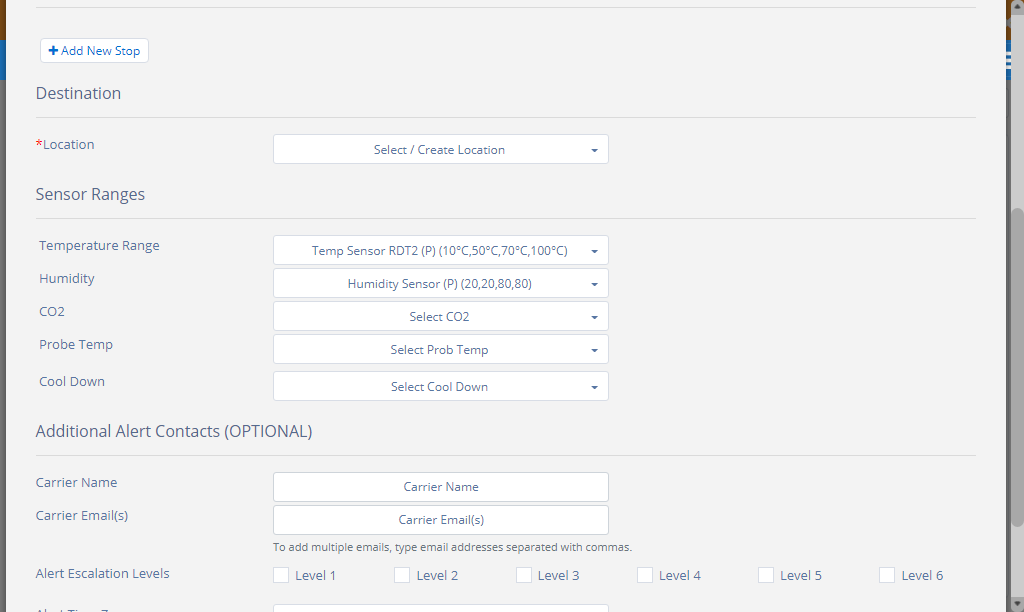 Add New Stop
Destination
*Location
Select / Create Location
Sensor Ranges
Temperature Range
Temp Sensor RDT2 (P) (10°C,50°C,70°C,100°C)
Humidity
Humidity Sensor (P) (20,20,80,80)
CO2
Select CO2
Probe Temp
Select Prob Temp
Cool Down
Select Cool Down
Additional Alert Contacts (OPTIONAL)
Carrier Name
Carrier Name
Carrier Email(s)
Carrier Email(s)
To add multiple emails, type email addresses separated with commas.
Alert Escalation Levels
Level 1
Level 2
Level 3
Level 4
Level 5
Level 6